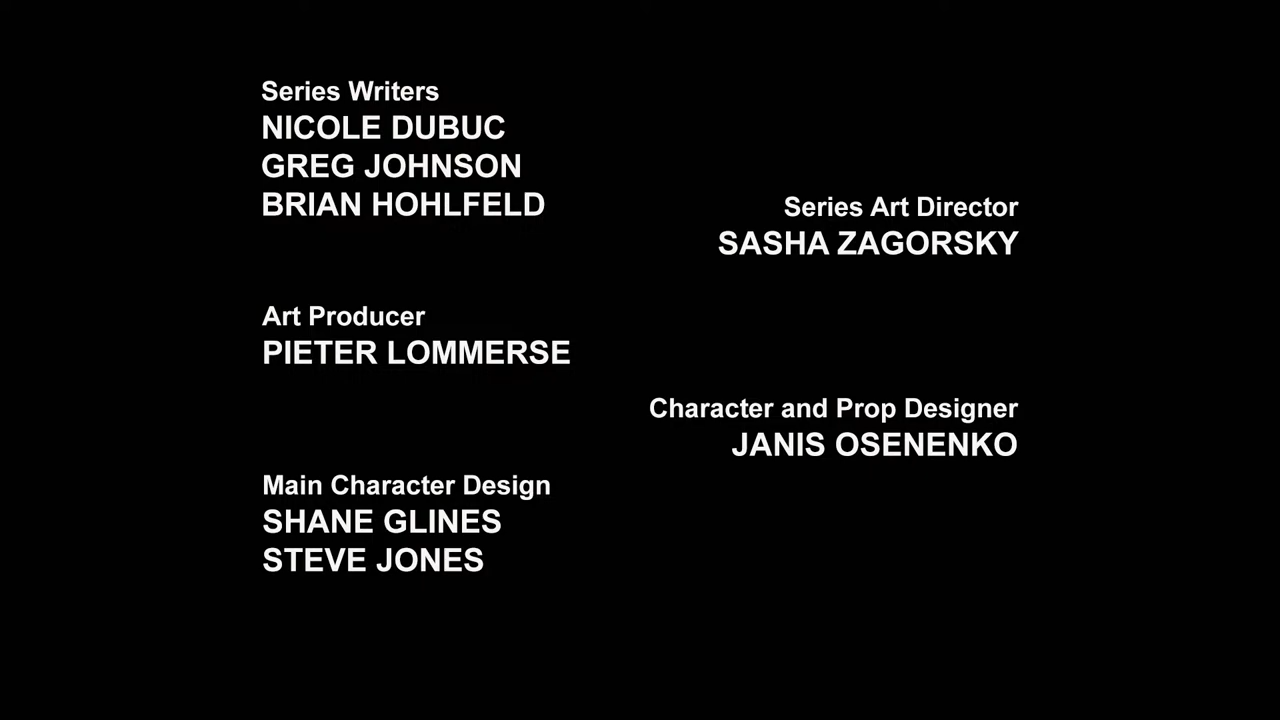 Series Writers
NICOLE DUBUC
GREG JOHNSON
BRIAN HOHLFELD
Series Art Director
SASHA ZAGORSKY
Art Producer
PIETER LOMMERSE
Character and Prop Designer
JANIS OSENENKO
Main Character Design
SHANE GLINES
STEVE JONES